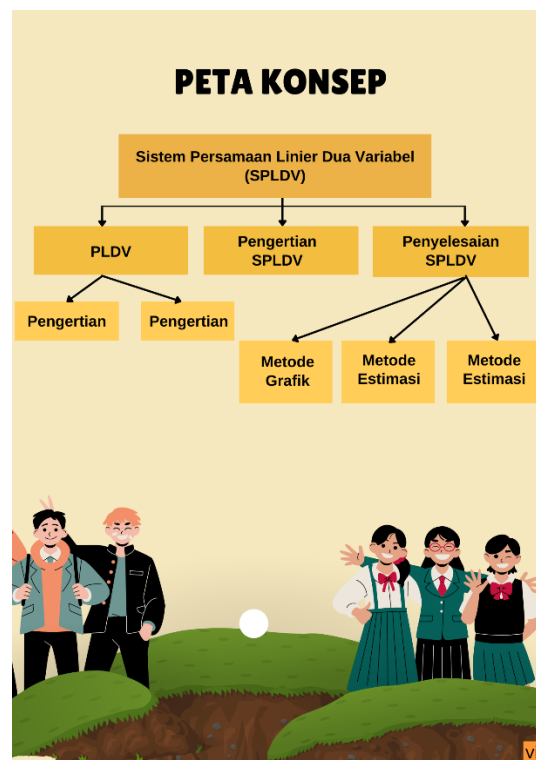 PETA KONSEP
Sistem Persamaan Linier Dua Variabel
(SPLDV)
PLDV
Pengertian
SPLDV
Penyelesaian
SPLDV
Pengertian
Pengertian
Metode
Grafik
Metode
Estimasi
Metode
Estimasi